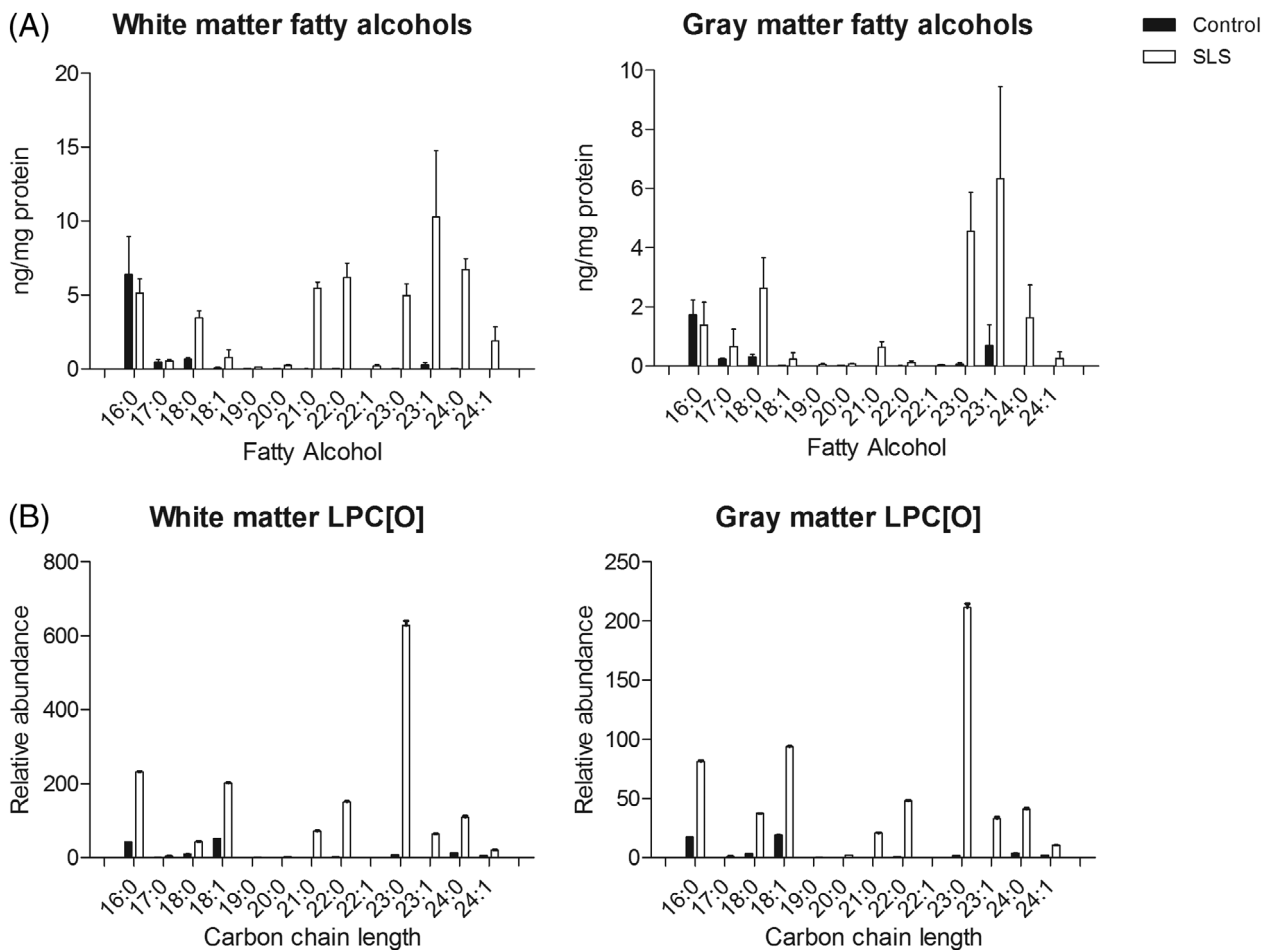 (A) White matter fatty alcohols
20
15
10
5
0
ng/mg protein
16:0 17:0 18:0 18:1 19:0 20:0 21:0 22:0 22:1 23:0 23:1 24:0 24:1
Fatty Alcohol
Gray matter fatty alcohols
10
8
6
4
2
0
ng/mg protein
16:0 17:0 18:0 18:1 19:0 20:0 21:0 22:0 22:1 23:0 23:1 24:0 24:1
Fatty Alcohol
Control
SLS
(B) White matter LPC[O]
800
600
400
200
0
Relative abundance
16:0 17:0 18:0 18:1 19:0 20:0 21:0 22:0 22:1 23:0 23:1 24:0 24:1
Carbon chain length
Gray matter LPC[O]
250
200
150
100
50
0
Relative abundance
16:0 17:0 18:0 18:1 19:0 20:0 21:0 22:0 22:1 23:0 23:1 24:0 24:1
Carbon chain length